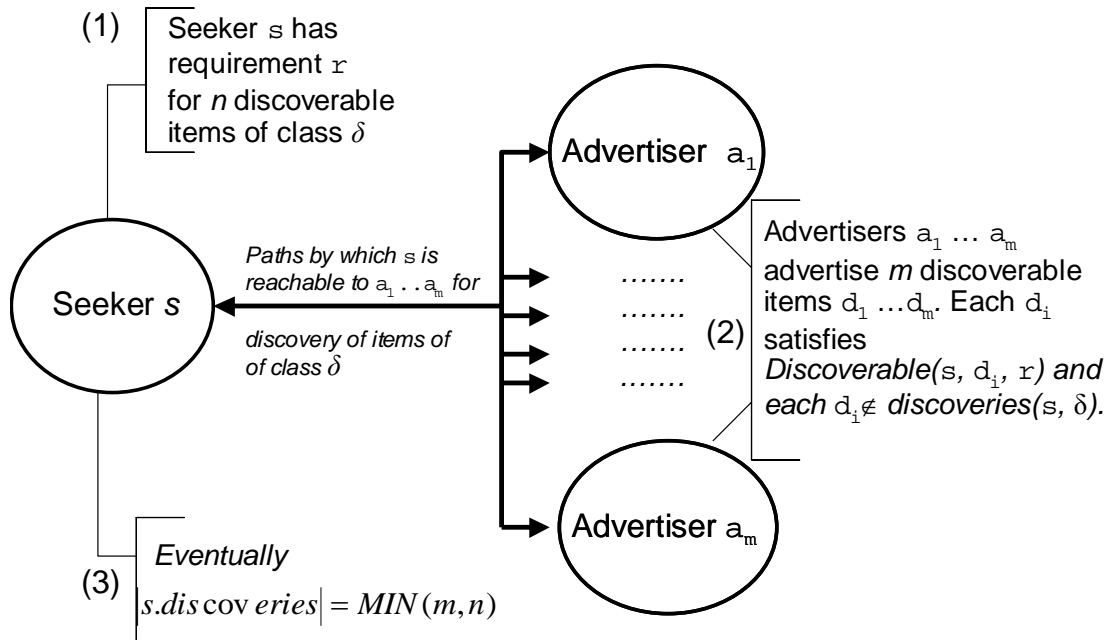 (1)
Seeker s has
requirement r
for n discoverable
items of class δ
Advertiser a₁
Seeker s
Paths by which s is
reachable to a₁ ..aₘ for
discovery of items of
of class δ
.......
.......
.......
.......
(2)
Advertisers a₁ ... aₘ
advertise m discoverable
items d₁ ...dₘ. Each dᵢ
satisfies
Discoverable(s, dᵢ, r) and
each dᵢ∉ discoveries(s, δ).
Advertiser aₘ
(3)
Eventually
|s.discov eries| = MIN(m,n)